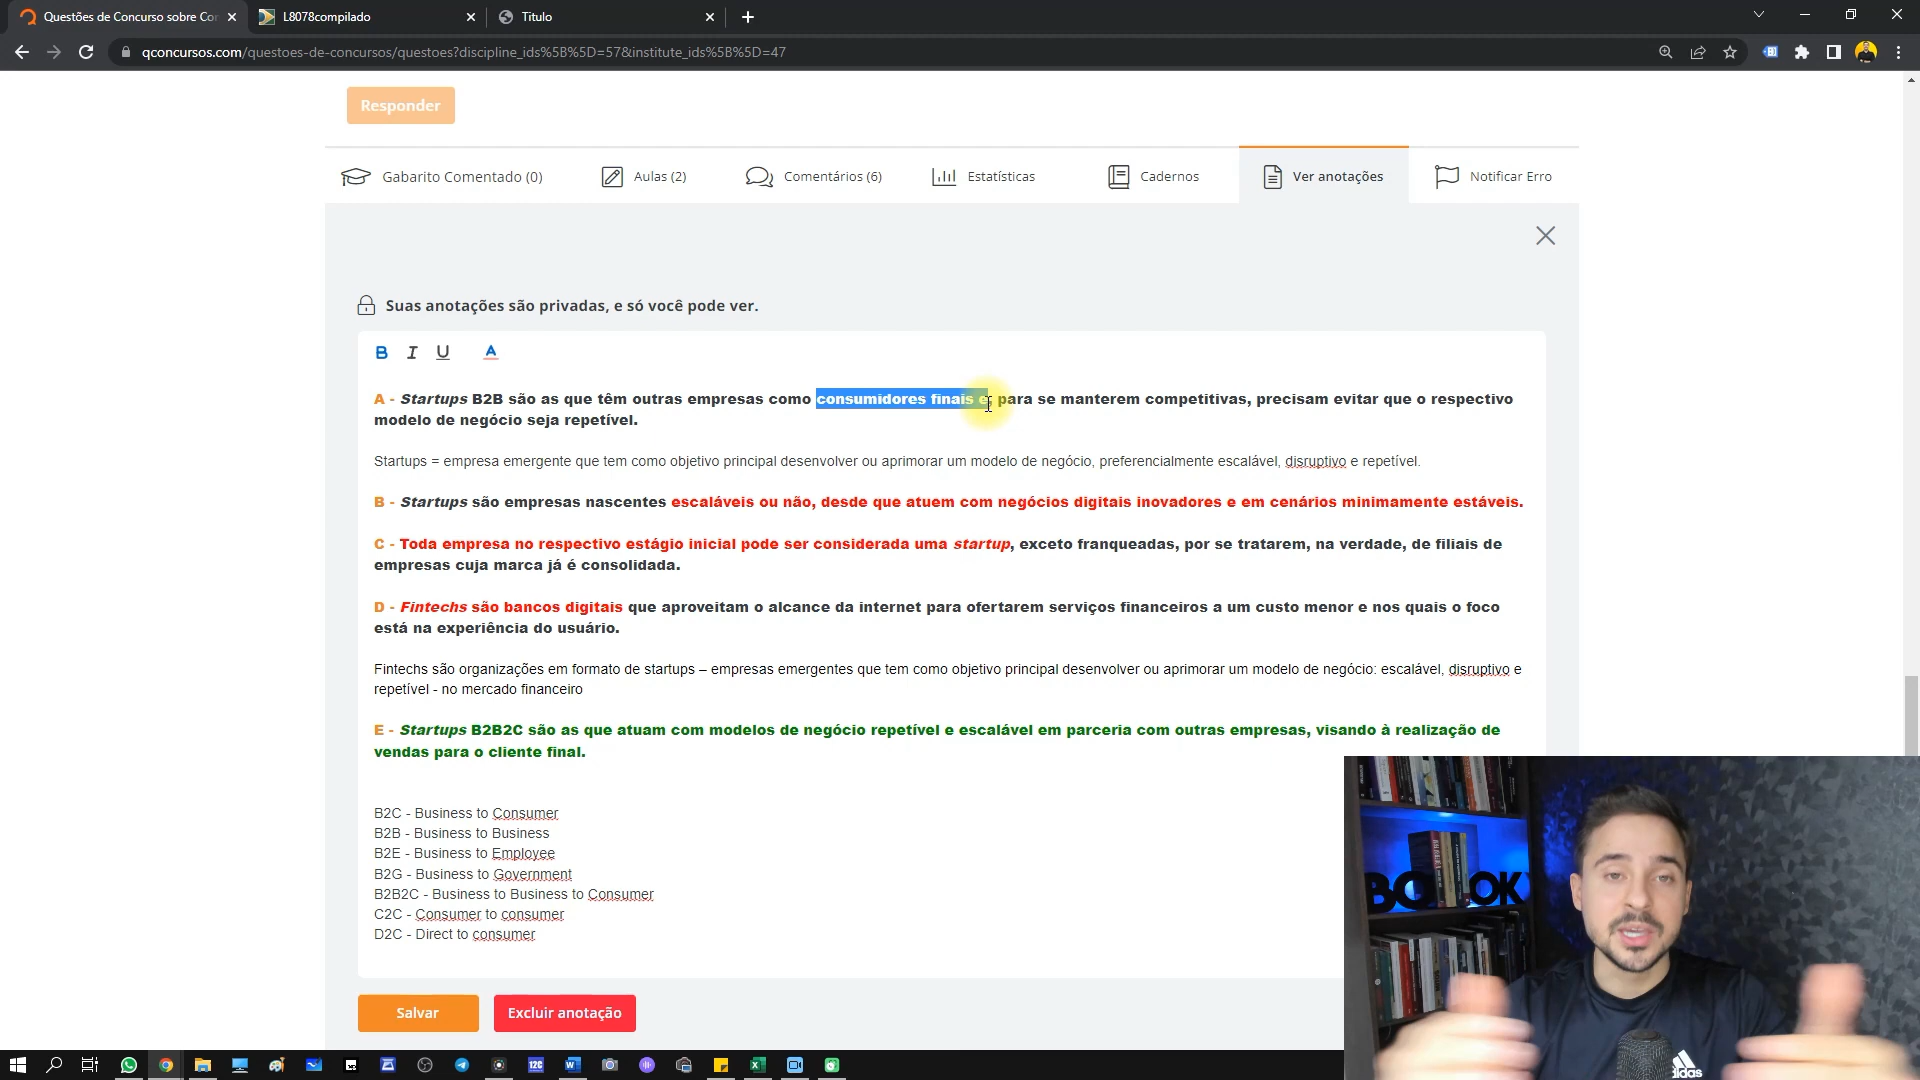 Questões de Concurso sobre Co
L8078compilado
Titulo
qconcursos.com/questoes-de-concursos/questoes?discipline_ids%5B%5D=57&institute_ids%5B%5D=47
Responder
Gabarito Comentado (0)
Aulas (2)
Comentários (6)
Estatísticas
Cadernos
Ver anotações
Notificar Erro
Suas anotações são privadas, e só você pode ver.
B I U A
A - Startups B2B são as que têm outras empresas como consumidores finais e, para se manterem competitivas, precisam evitar que o respectivo
modelo de negócio seja repetível.
Startups = empresa emergente que tem como objetivo principal desenvolver ou aprimorar um modelo de negócio, preferencialmente escalável, disruptivo e repetível.
B - Startups são empresas nascentes escaláveis ou não, desde que atuem com negócios digitais inovadores e em cenários minimamente estáveis.
C - Toda empresa no respectivo estágio inicial pode ser considerada uma startup, exceto franqueadas, por se tratarem, na verdade, de filiais de
empresas cuja marca já é consolidada.
D - Fintechs são bancos digitais que aproveitam o alcance da internet para ofertarem serviços financeiros a um custo menor e nos quais o foco
está na experiência do usuário.
Fintechs são organizações em formato de startups – empresas emergentes que tem como objetivo principal desenvolver ou aprimorar um modelo de negócio: escalável, disruptivo e
repetível - no mercado financeiro
E - Startups B2B2C são as que atuam com modelos de negócio repetível e escalável em parceria com outras empresas, visando à realização de
vendas para o cliente final.
B2C - Business to Consumer
B2B - Business to Business
B2E - Business to Employee
B2G - Business to Government
B2B2C - Business to Business to Consumer
C2C - Consumer to consumer
D2C - Direct to consumer
Salvar
Excluir anotação
BOOK
adidas
12C